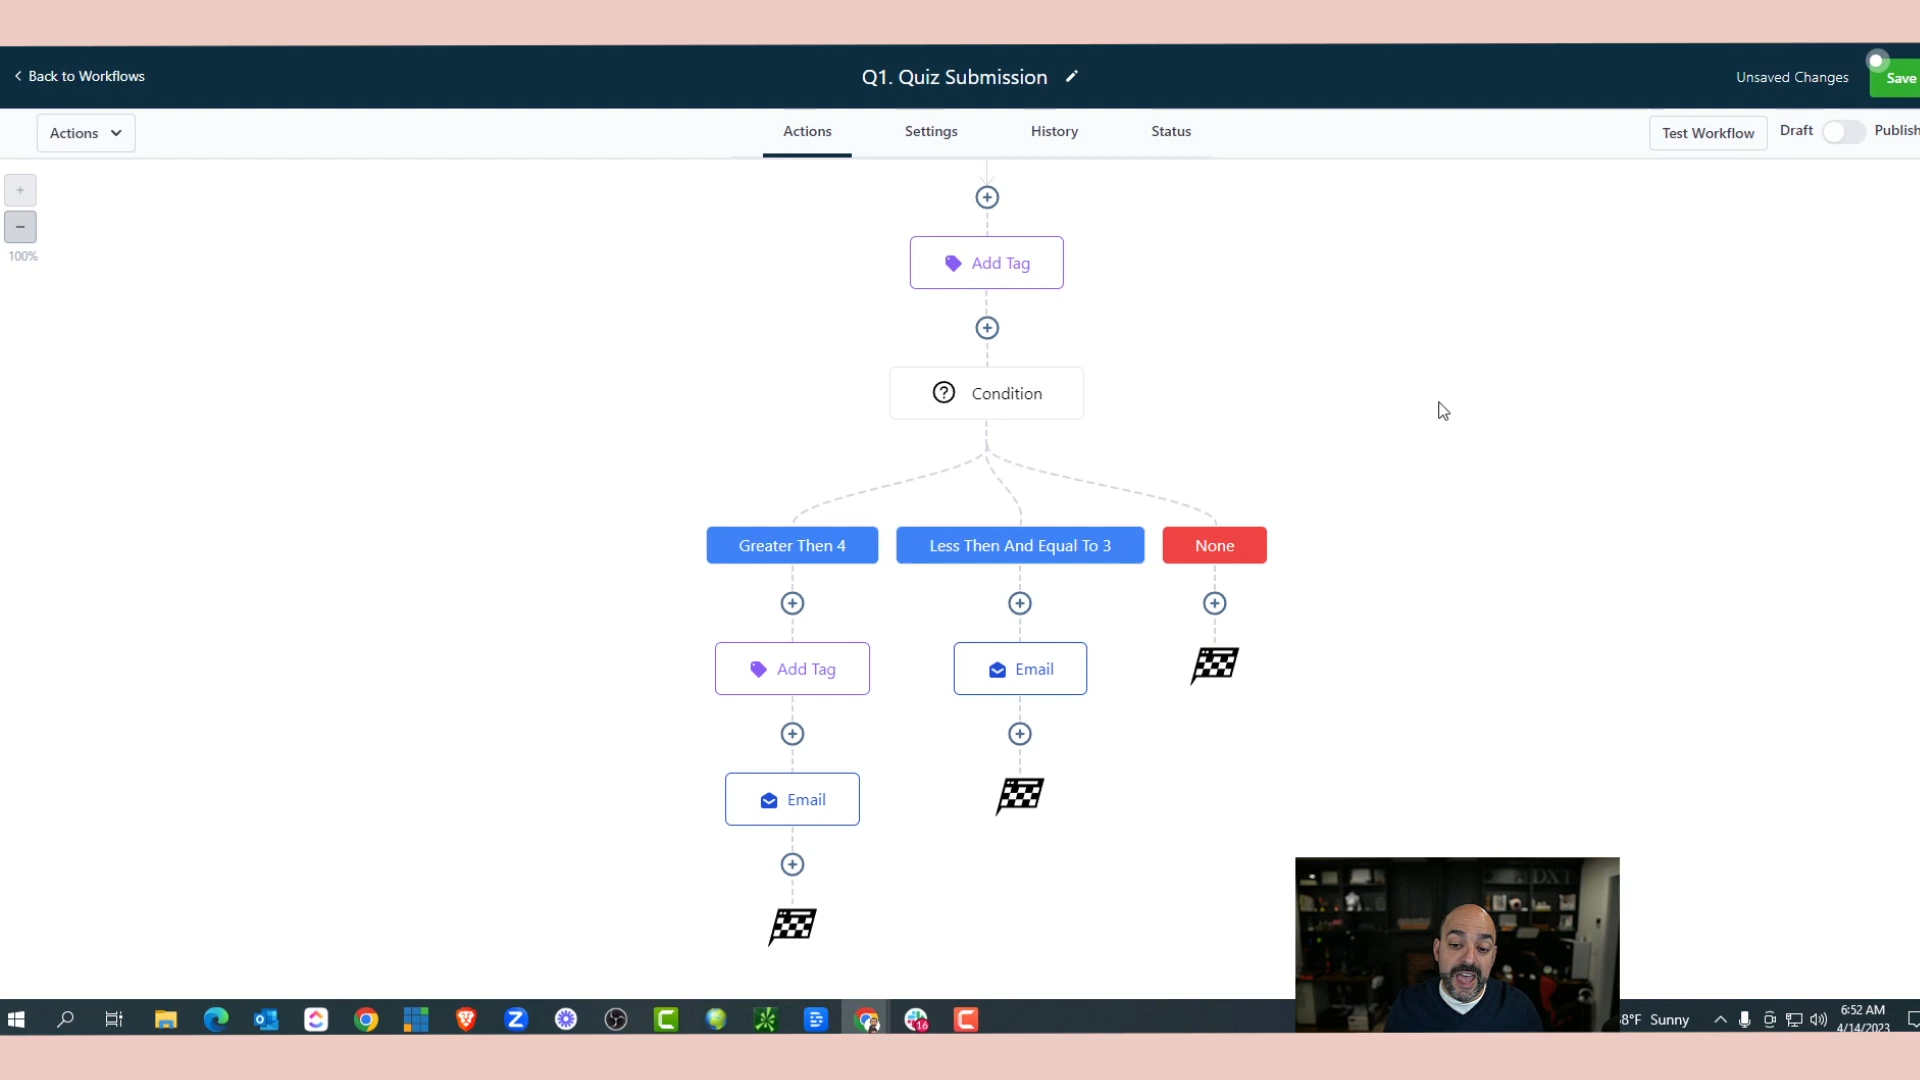 Back to Workflows
Q1. Quiz Submission
Unsaved Changes
Save
Actions
Actions
Settings
History
Status
Test Workflow
Draft
Publish
+
−
100%
Add Tag
Condition
Greater Then 4
Less Then And Equal To 3
None
Add Tag
Email
Email
DXT
16
8°F Sunny
6:52 AM
4/14/2023